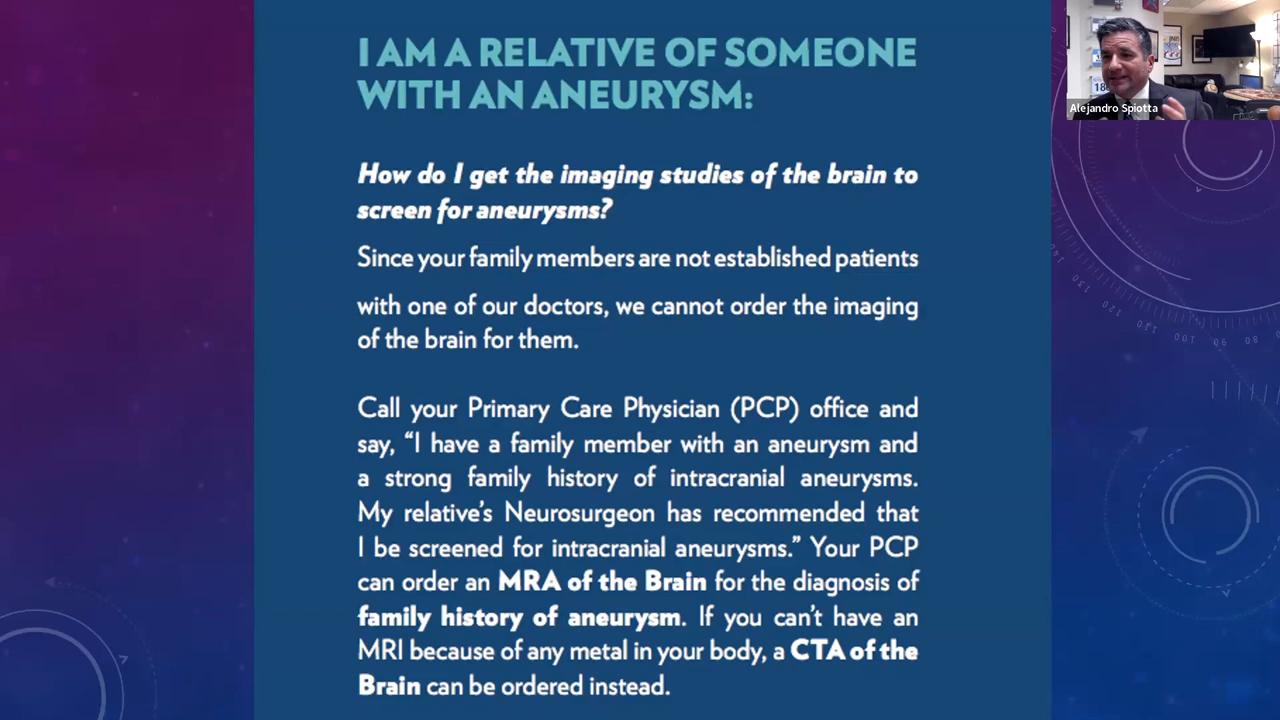 I AM A RELATIVE OF SOMEONE
WITH AN ANEURYSM:
How do I get the imaging studies of the brain to
screen for aneurysms?
Since your family members are not established patients
with one of our doctors, we cannot order the imaging
of the brain for them.
Call your Primary Care Physician (PCP) office and
say, “I have a family member with an aneurysm and
a strong family history of intracranial aneurysms.
My relative’s Neurosurgeon has recommended that
I be screened for intracranial aneurysms.” Your PCP
can order an MRA of the Brain for the diagnosis of
family history of aneurysm. If you can’t have an
MRI because of any metal in your body, a CTA of the
Brain can be ordered instead.
Alejandro Spiotta